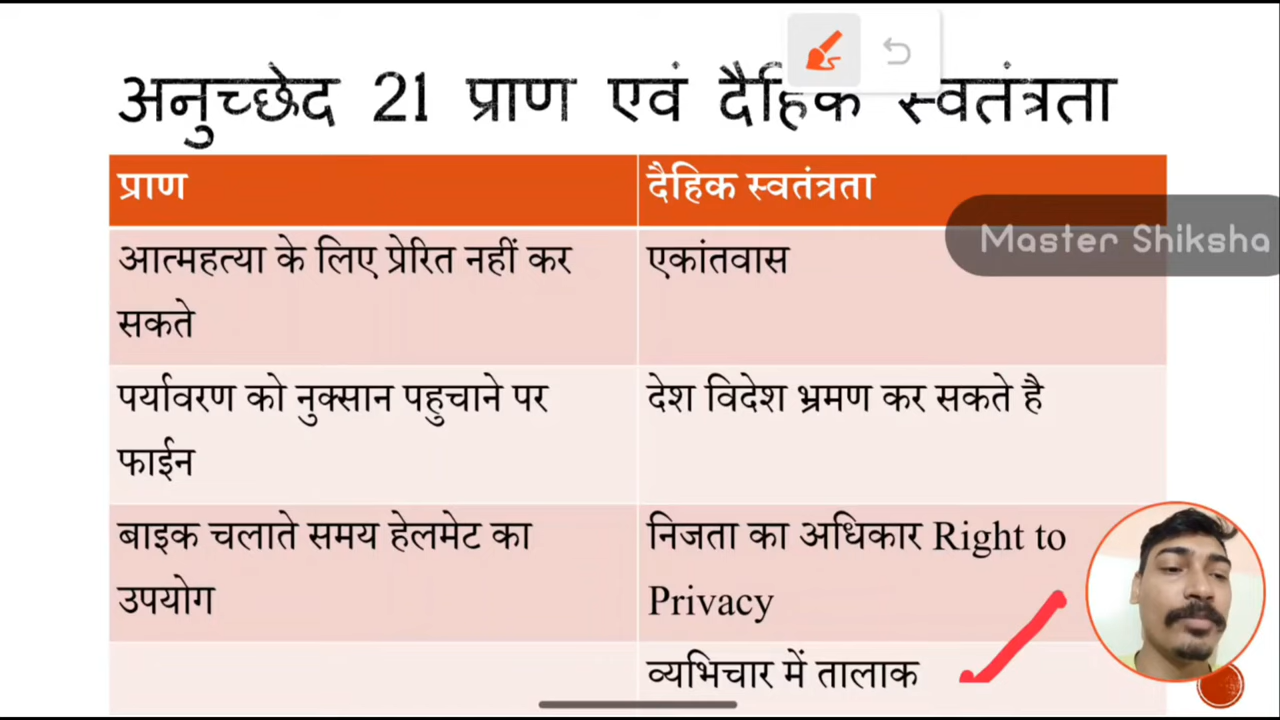 अनुच्छेद 21 प्राण एवं दैहिक स्वतंत्रता
प्राण
दैहिक स्वतंत्रता
Master Shiksha
आत्महत्या के लिए प्रेरित नहीं कर
सकते
एकांतवास
पर्यावरण को नुक्सान पहुचाने पर
फाईन
देश विदेश भ्रमण कर सकते है
बाइक चलाते समय हेलमेट का
उपयोग
निजता का अधिकार Right to
Privacy
व्यभिचार में तालाक